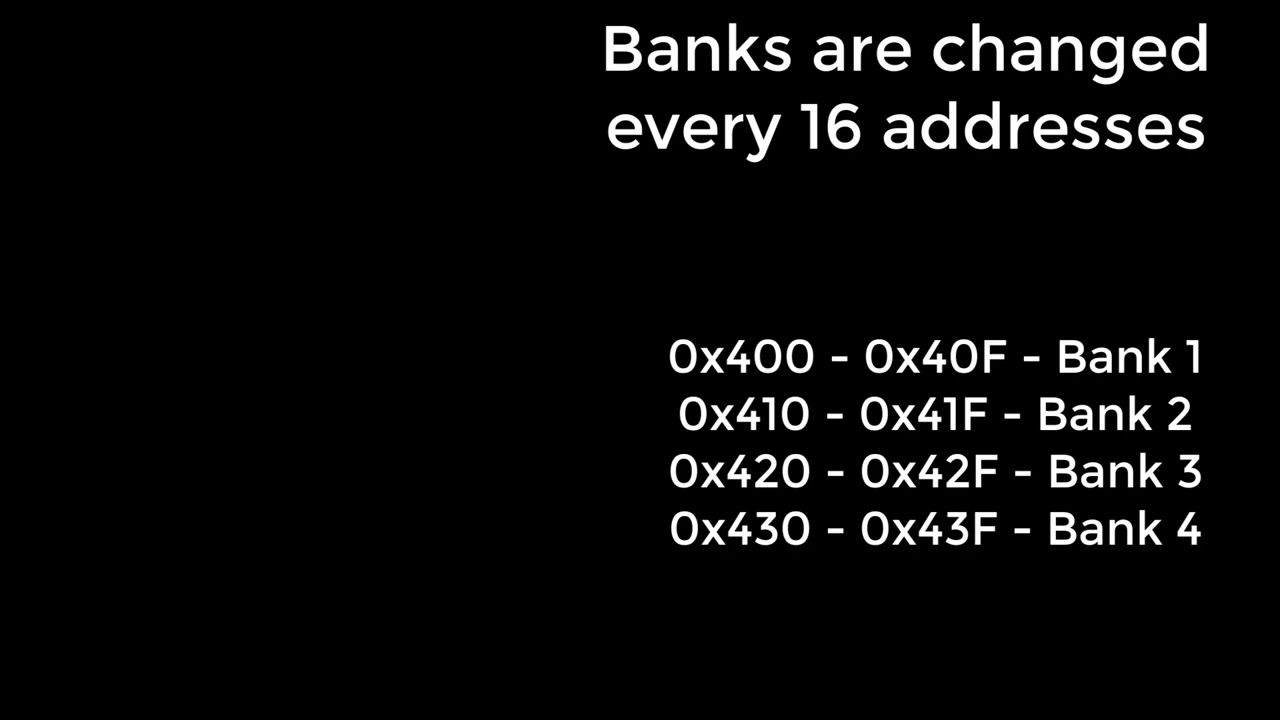 Banks are changed
every 16 addresses
0x400 - 0x40F - Bank 1
0x410 - 0x41F - Bank 2
0x420 - 0x42F - Bank 3
0x430 - 0x43F - Bank 4